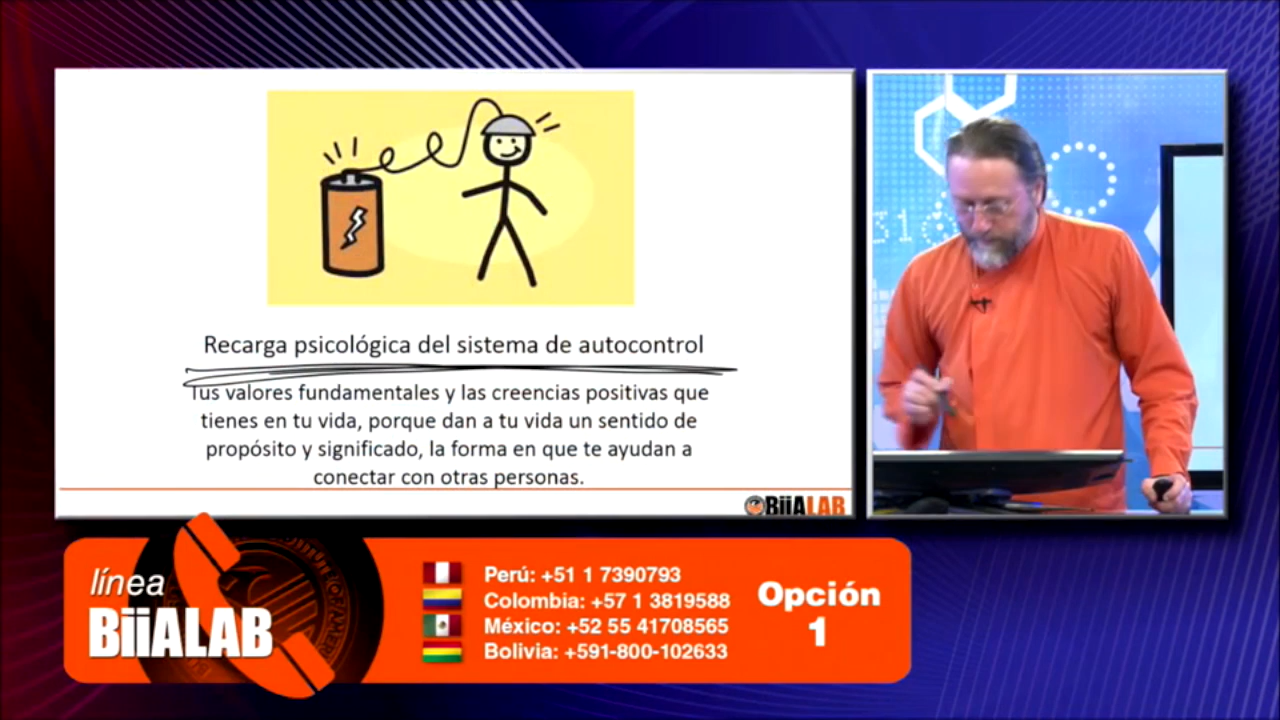 Recarga psicológica del sistema de autocontrol
Tus valores fundamentales y las creencias positivas que
tienes en tu vida, porque dan a tu vida un sentido de
propósito y significado, la forma en que te ayudan a
conectar con otras personas.
BiiALAB
línea
BiiALAB
Perú: +51 1 7390793
Colombia: +57 1 3819588
México: +52 55 41708565
Bolivia: +591-800-102633
Opción
1